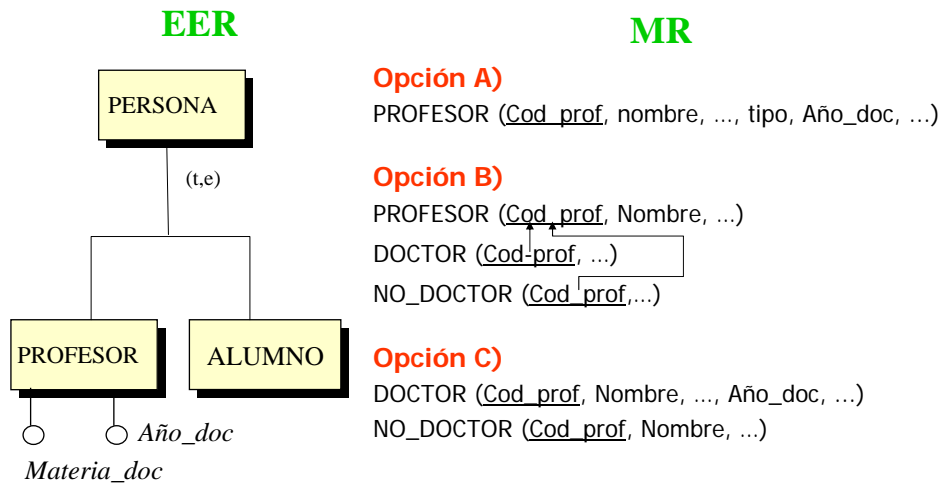 EER
PERSONA
(t,e)
PROFESOR
ALUMNO
Año_doc
Materia_doc
MR
Opción A)
PROFESOR (Cod_prof, nombre, ..., tipo, Año_doc, ...)
Opción B)
PROFESOR (Cod_prof, Nombre, ...)
DOCTOR (Cod-prof, ...)
NO_DOCTOR (Cod_prof,...)
Opción C)
DOCTOR (Cod_prof, Nombre, ..., Año_doc, ...)
NO_DOCTOR (Cod_prof, Nombre, ...)